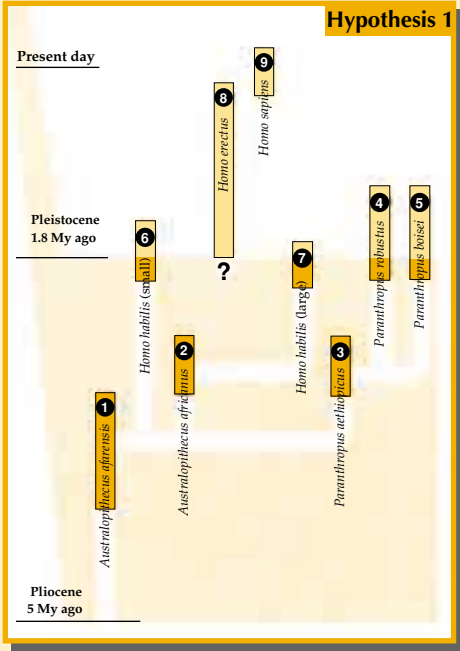 Hypothesis 1
Present day
9
Homo sapiens
8
Homo erectus
?
Pleistocene
1.8 My ago
6
Homo habilis (small)
7
Homo habilis (large)
4
Paranthropus robustus
5
Paranthropus boisei
2
Australopithecus africanus
3
Paranthropus aethiopicus
1
Australopithecus afarensis
Pliocene
5 My ago